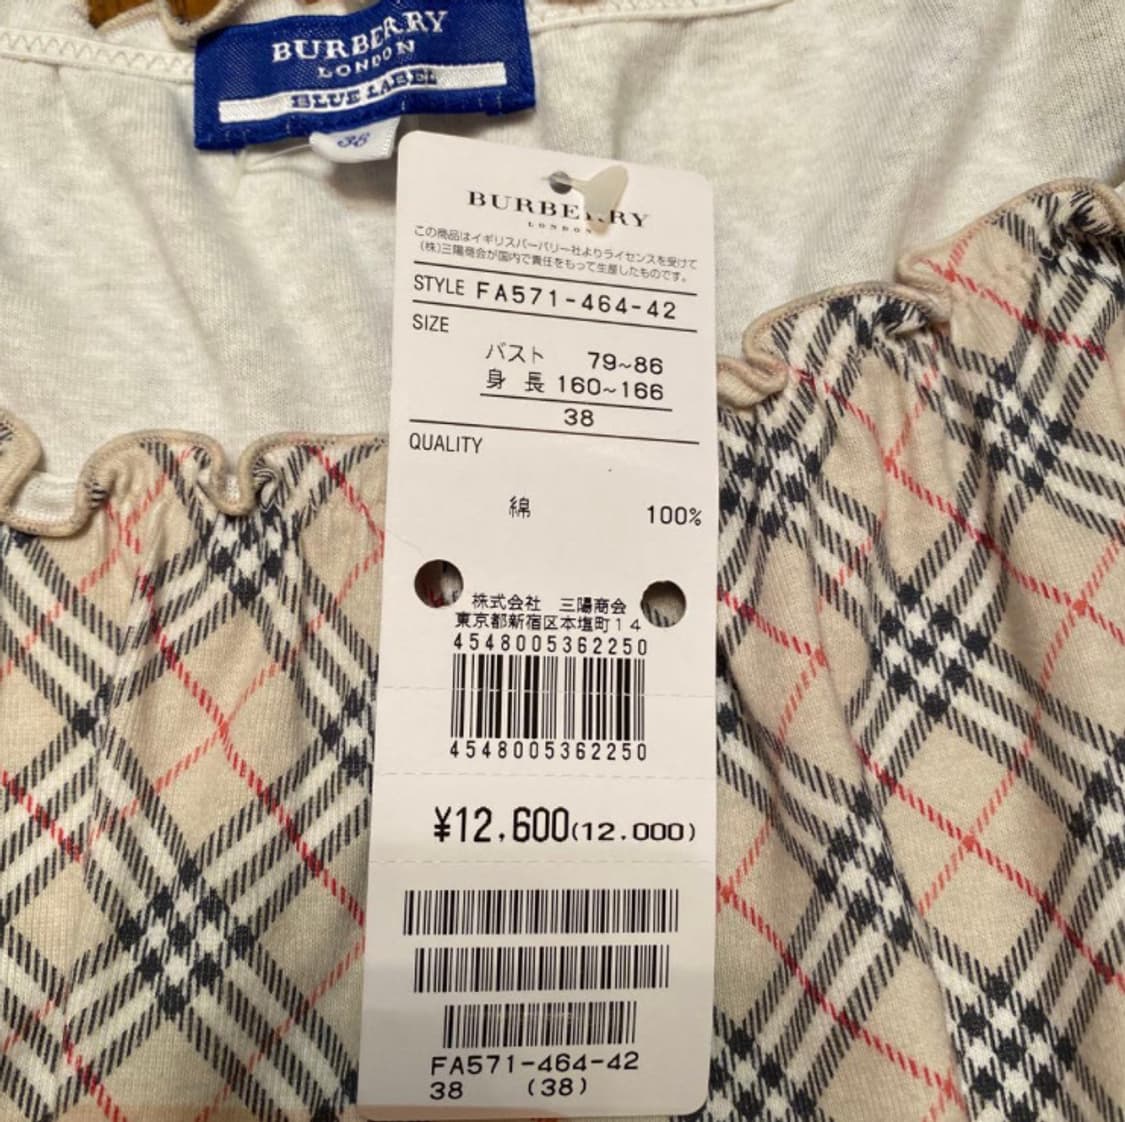 BURBERRY
LONDON
BLUE LABEL
38
BURBERRY
LONDON
この商品はイギリスバーバリー社よりライセンスを受けて
(株)三陽商会が国内で責任をもって生産したものです。
STYLE FA571-464-42
SIZE
バスト 79~86
身 長 160~166
38
QUALITY
綿 100%
株式会社 三陽商会
東京都新宿区本塩町14
4548005362250
4548005362250
¥12,600(12.000)
FA571-464-42
38 (38)